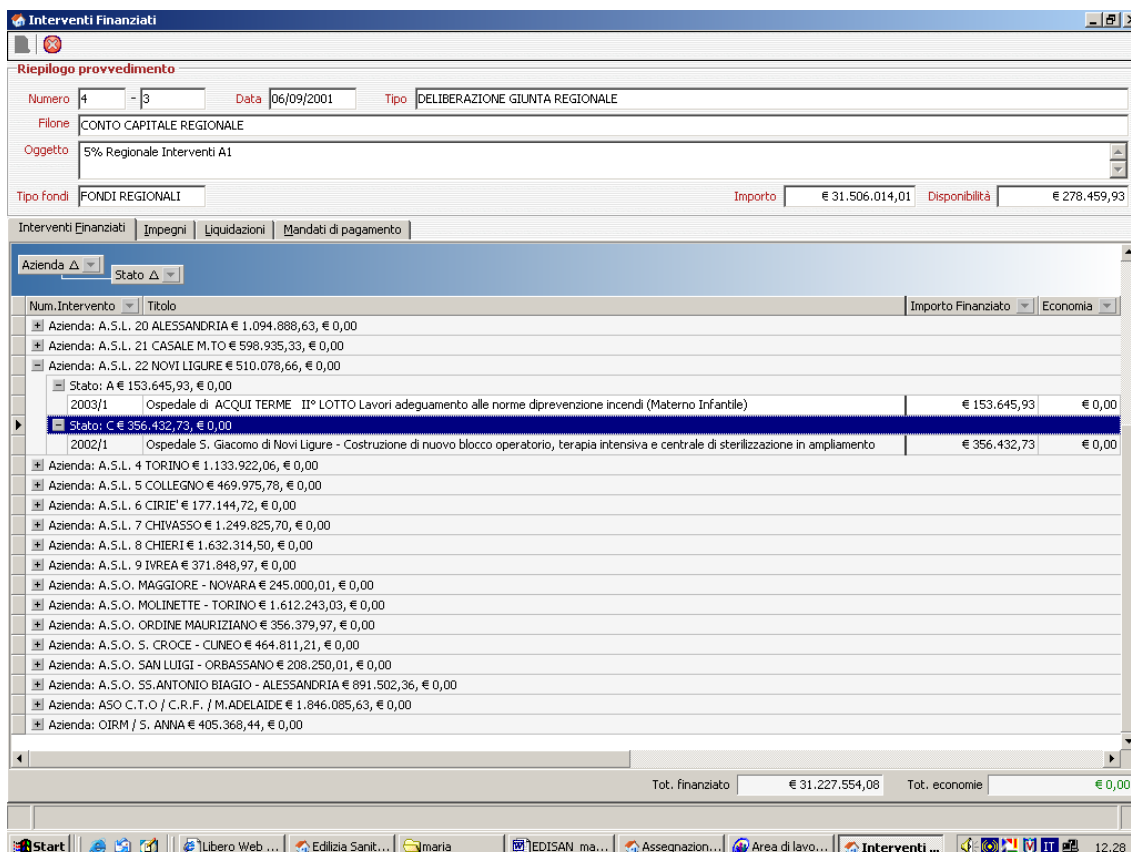 Interventi Finanziati
Riepilogo provvedimento
Numero 4 - 3 Data 06/09/2001 Tipo DELIBERAZIONE GIUNTA REGIONALE
Filone CONTO CAPITALE REGIONALE
Oggetto 5% Regionale Interventi A1
Tipo fondi FONDI REGIONALI Importo € 31.506.014,01 Disponibilità € 278.459,93
Interventi Finanziati Impegni Liquidazioni Mandati di pagamento
Azienda
Stato
Num.Intervento Titolo Importo Finanziato Economia
Azienda: A.S.L. 20 ALESSANDRIA € 1.094.888,63, € 0,00
Azienda: A.S.L. 21 CASALE M.TO € 598.935,33, € 0,00
Azienda: A.S.L. 22 NOVI LIGURE € 510.078,66, € 0,00
Stato: A € 153.645,93, € 0,00
2003/1 Ospedale di ACQUI TERME II° LOTTO Lavori adeguamento alle norme diprevenzione incendi (Materno Infantile) € 153.645,93 € 0,00
Stato: C € 356.432,73, € 0,00
2002/1 Ospedale S. Giacomo di Novi Ligure - Costruzione di nuovo blocco operatorio, terapia intensiva e centrale di sterilizzazione in ampliamento € 356.432,73 € 0,00
Azienda: A.S.L. 4 TORINO € 1.133.922,06, € 0,00
Azienda: A.S.L. 5 COLLEGNO € 469.975,78, € 0,00
Azienda: A.S.L. 6 CIRIE' € 177.144,72, € 0,00
Azienda: A.S.L. 7 CHIVASSO € 1.249.825,70, € 0,00
Azienda: A.S.L. 8 CHIERI € 1.632.314,50, € 0,00
Azienda: A.S.L. 9 IVREA € 371.848,97, € 0,00
Azienda: A.S.O. MAGGIORE - NOVARA € 245.000,01, € 0,00
Azienda: A.S.O. MOLINETTE - TORINO € 1.612.243,03, € 0,00
Azienda: A.S.O. ORDINE MAURIZIANO € 356.379,97, € 0,00
Azienda: A.S.O. S. CROCE - CUNEO € 464.811,21, € 0,00
Azienda: A.S.O. SAN LUIGI - ORBASSANO € 208.250,01, € 0,00
Azienda: A.S.O. SS.ANTONIO BIAGIO - ALESSANDRIA € 891.502,36, € 0,00
Azienda: ASO C.T.O / C.R.F. / M.ADELAIDE € 1.846.085,63, € 0,00
Azienda: OIRM / S. ANNA € 405.368,44, € 0,00
Tot. finanziato € 31.227.554,08 Tot. economie € 0,00
Start Libero Web ... Edilizia Sanit... maria EDISAN_ma... Assegnazion... Area di lavo... Interventi ... IT 12.28